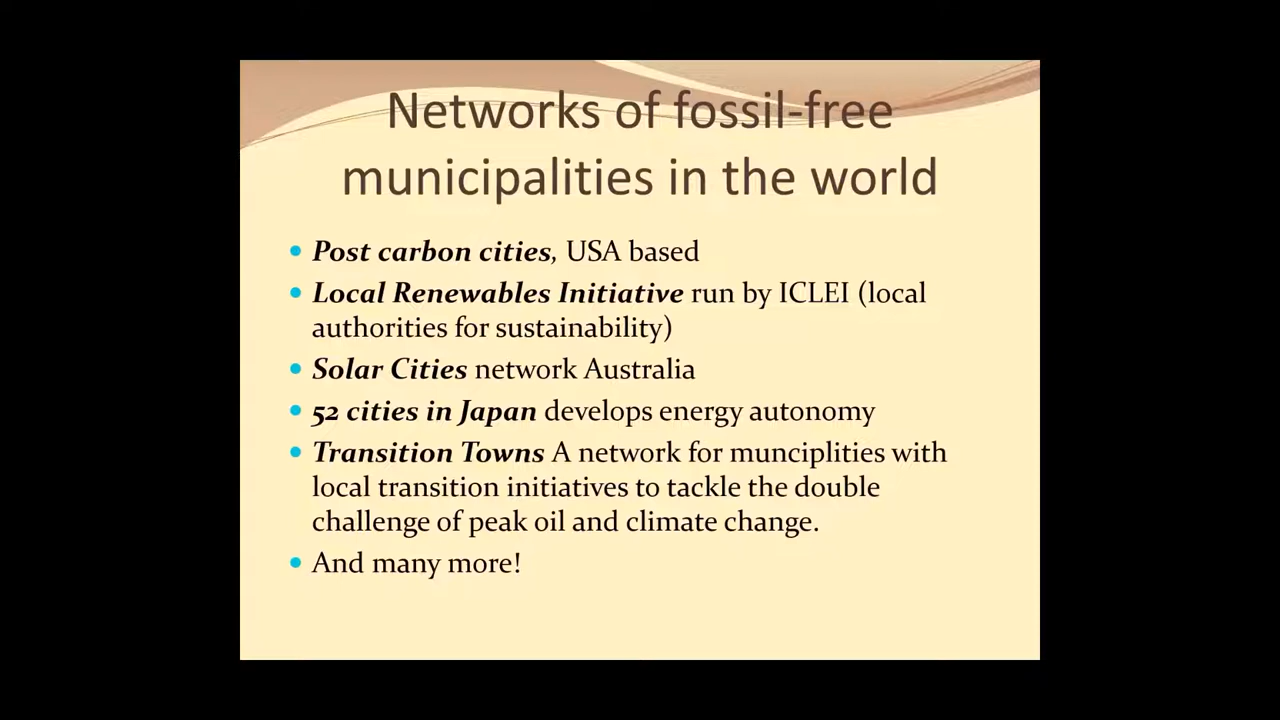 Networks of fossil-free
municipalities in the world
• Post carbon cities, USA based
• Local Renewables Initiative run by ICLEI (local
authorities for sustainability)
• Solar Cities network Australia
• 52 cities in Japan develops energy autonomy
• Transition Towns A network for munciplities with
local transition initiatives to tackle the double
challenge of peak oil and climate change.
• And many more!